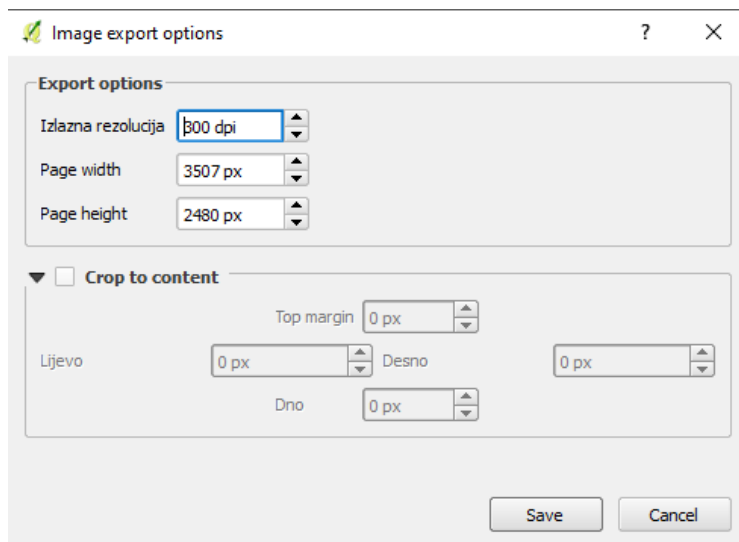 Image export options
Export options
Izlazna rezolucija 300 dpi
Page width 3507 px
Page height 2480 px
Crop to content
Top margin 0 px
Lijevo 0 px Desno 0 px
Dno 0 px
Save Cancel